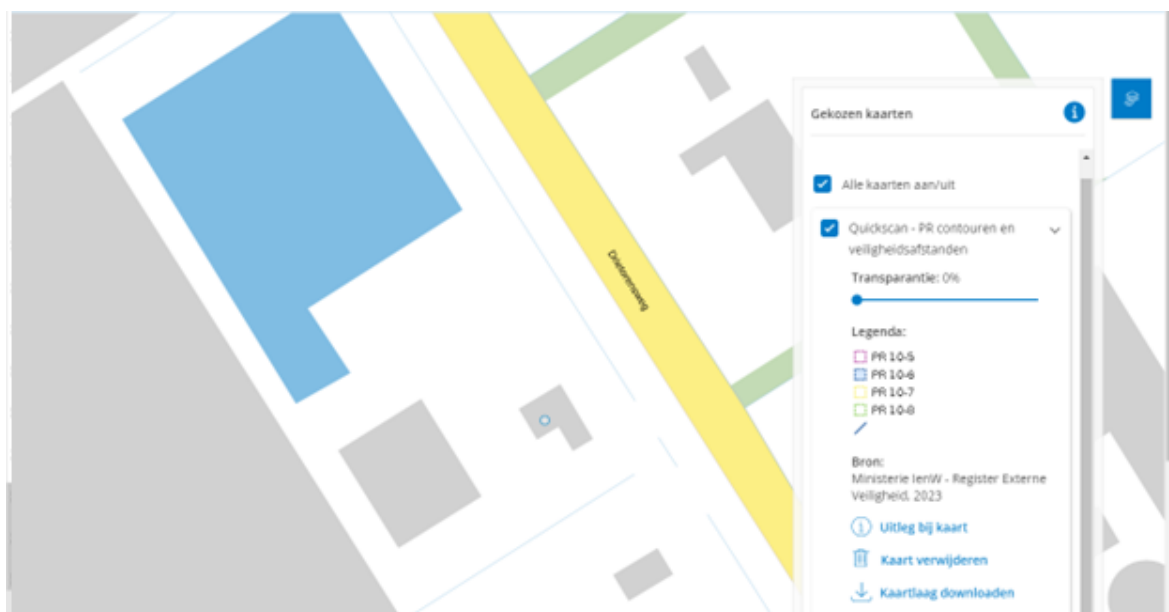 Gekozen kaarten
Alle kaarten aan/uit
Quickscan - PR contouren en
veiligheidsafstanden
Transparantie: 0%
Legenda:
PR 10-5
PR 10-6
PR 10-7
PR 10-8
Bron:
Ministerie IenW - Register Externe
Veiligheid, 2023
Uitleg bij kaart
Kaart verwijderen
Kaartlaag downloaden
Drietorensweg